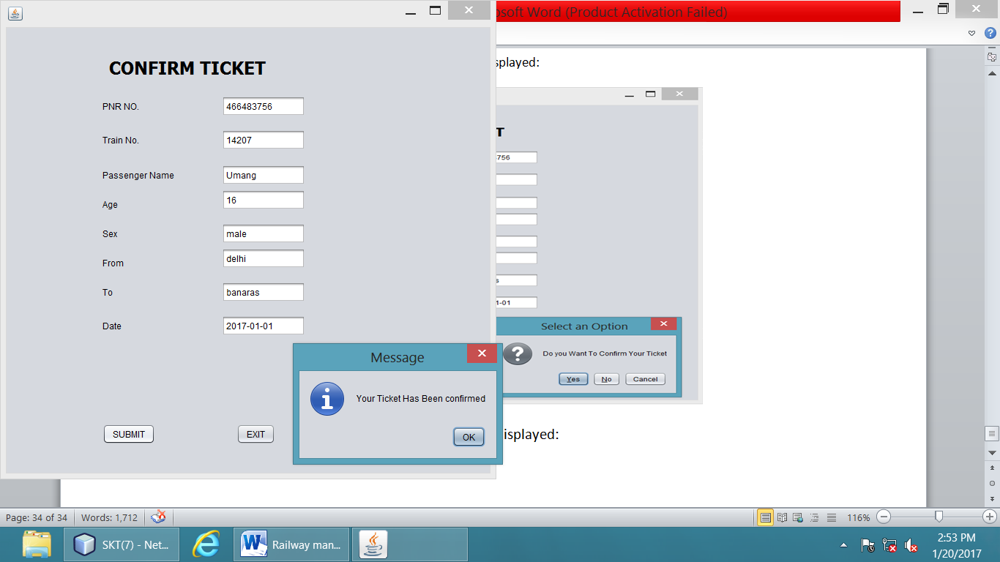 osoft Word (Product Activation Failed)
splayed:
CONFIRM TICKET
PNR NO. 466483756
Train No. 14207
Passenger Name Umang
Age 16
Sex male
From delhi
To banaras
Date 2017-01-01
SUBMIT EXIT
Message
Your Ticket Has Been confirmed
OK
T
3756
s
1-01
Select an Option
Do you Want To Confirm Your Ticket
Yes No Cancel
isplayed:
Page: 34 of 34 Words: 1,712 116%
SKT(7) - Net... Railway man... 2:53 PM
1/20/2017